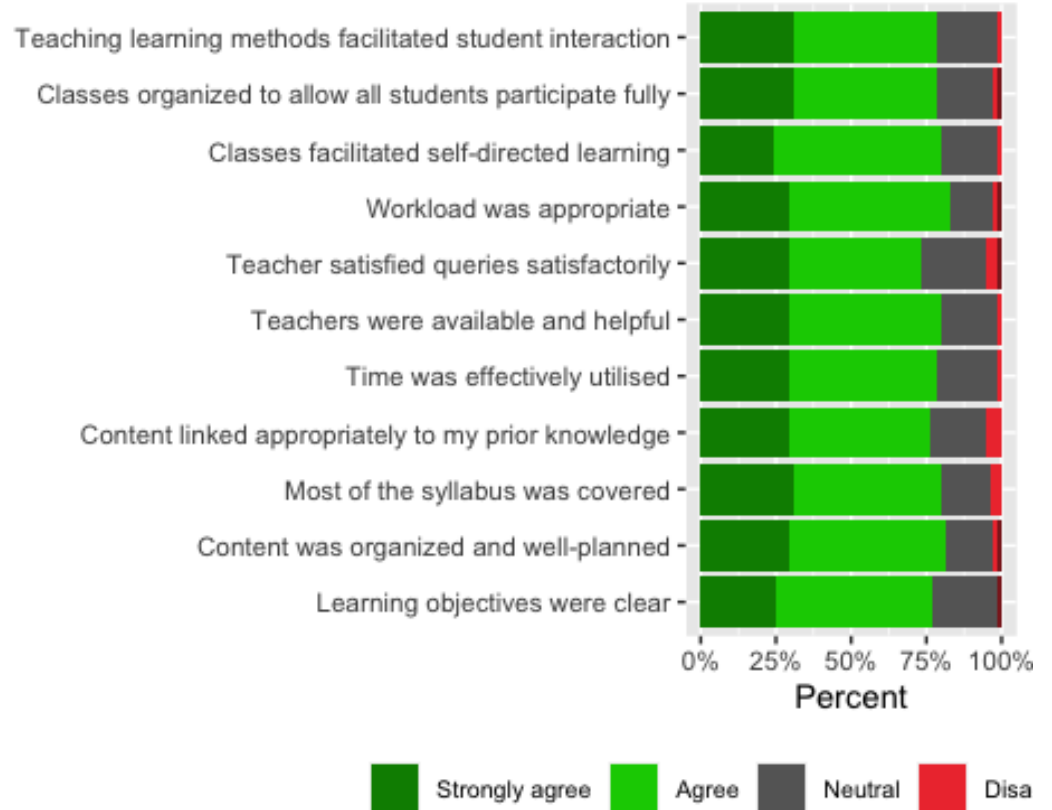 Teaching learning methods facilitated student interaction
Classes organized to allow all students participate fully
Classes facilitated self-directed learning
Workload was appropriate
Teacher satisfied queries satisfactorily
Teachers were available and helpful
Time was effectively utilised
Content linked appropriately to my prior knowledge
Most of the syllabus was covered
Content was organized and well-planned
Learning objectives were clear
0% 25% 50% 75% 100%
Percent
Strongly agree Agree Neutral Disa